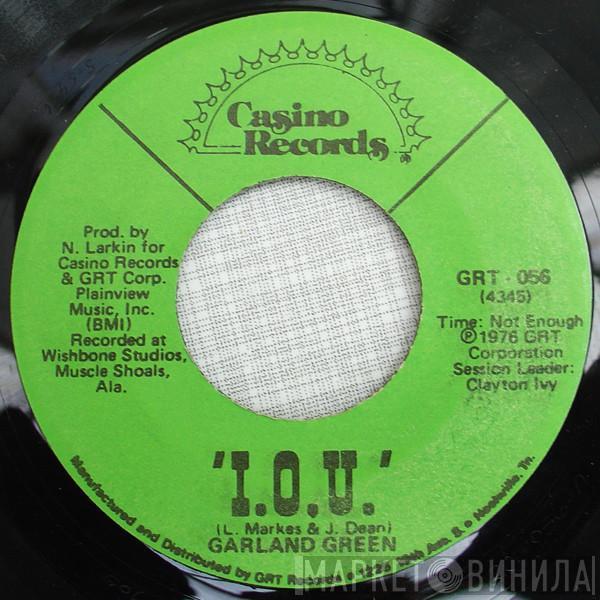 Casino
Records
Prod. by
N. Larkin for
Casino Records
& GRT Corp.
Plainview
Music, Inc.
(BMI)
Recorded at
Wishbone Studios,
Muscle Shoals,
Ala.
GRT - 056
(4345)
Time: Not Enough
℗1976 GRT
Corporation
Session Leader:
Clayton Ivy
'I.O.U.'
(L. Markes & J. Dean)
GARLAND GREEN
Manufactured and Distributed by GRT Records • Ave. S. • Nashville, Tn.
МАРКЕТ ВИНИЛА